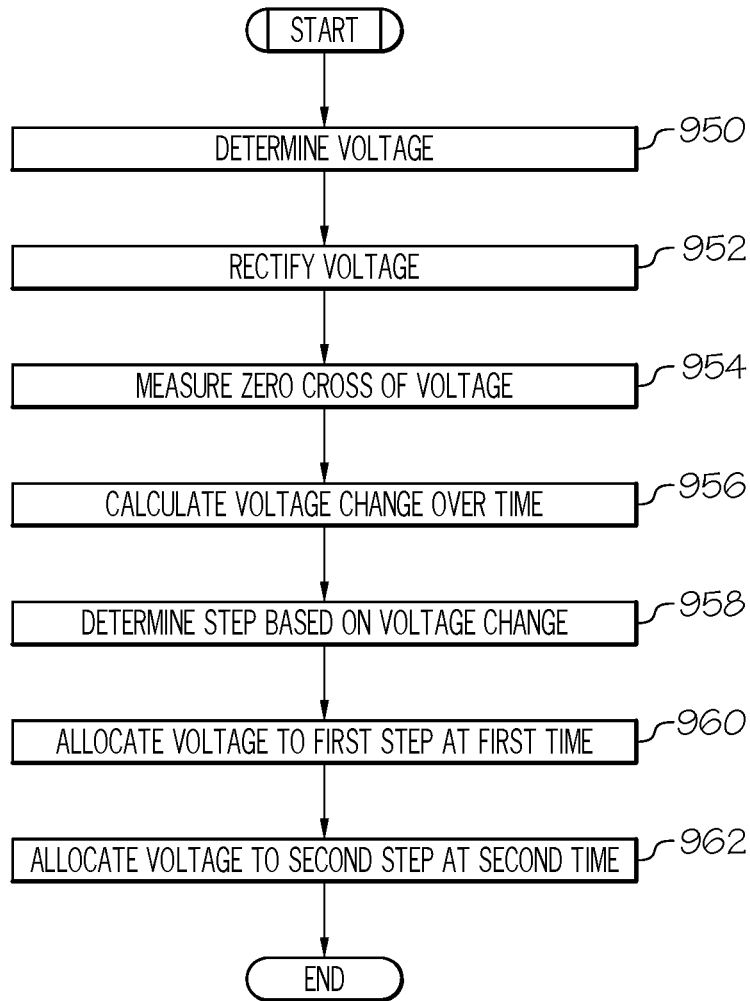 START
DETERMINE VOLTAGE
950
RECTIFY VOLTAGE
952
MEASURE ZERO CROSS OF VOLTAGE
954
CALCULATE VOLTAGE CHANGE OVER TIME
956
DETERMINE STEP BASED ON VOLTAGE CHANGE
958
ALLOCATE VOLTAGE TO FIRST STEP AT FIRST TIME
960
ALLOCATE VOLTAGE TO SECOND STEP AT SECOND TIME
962
END